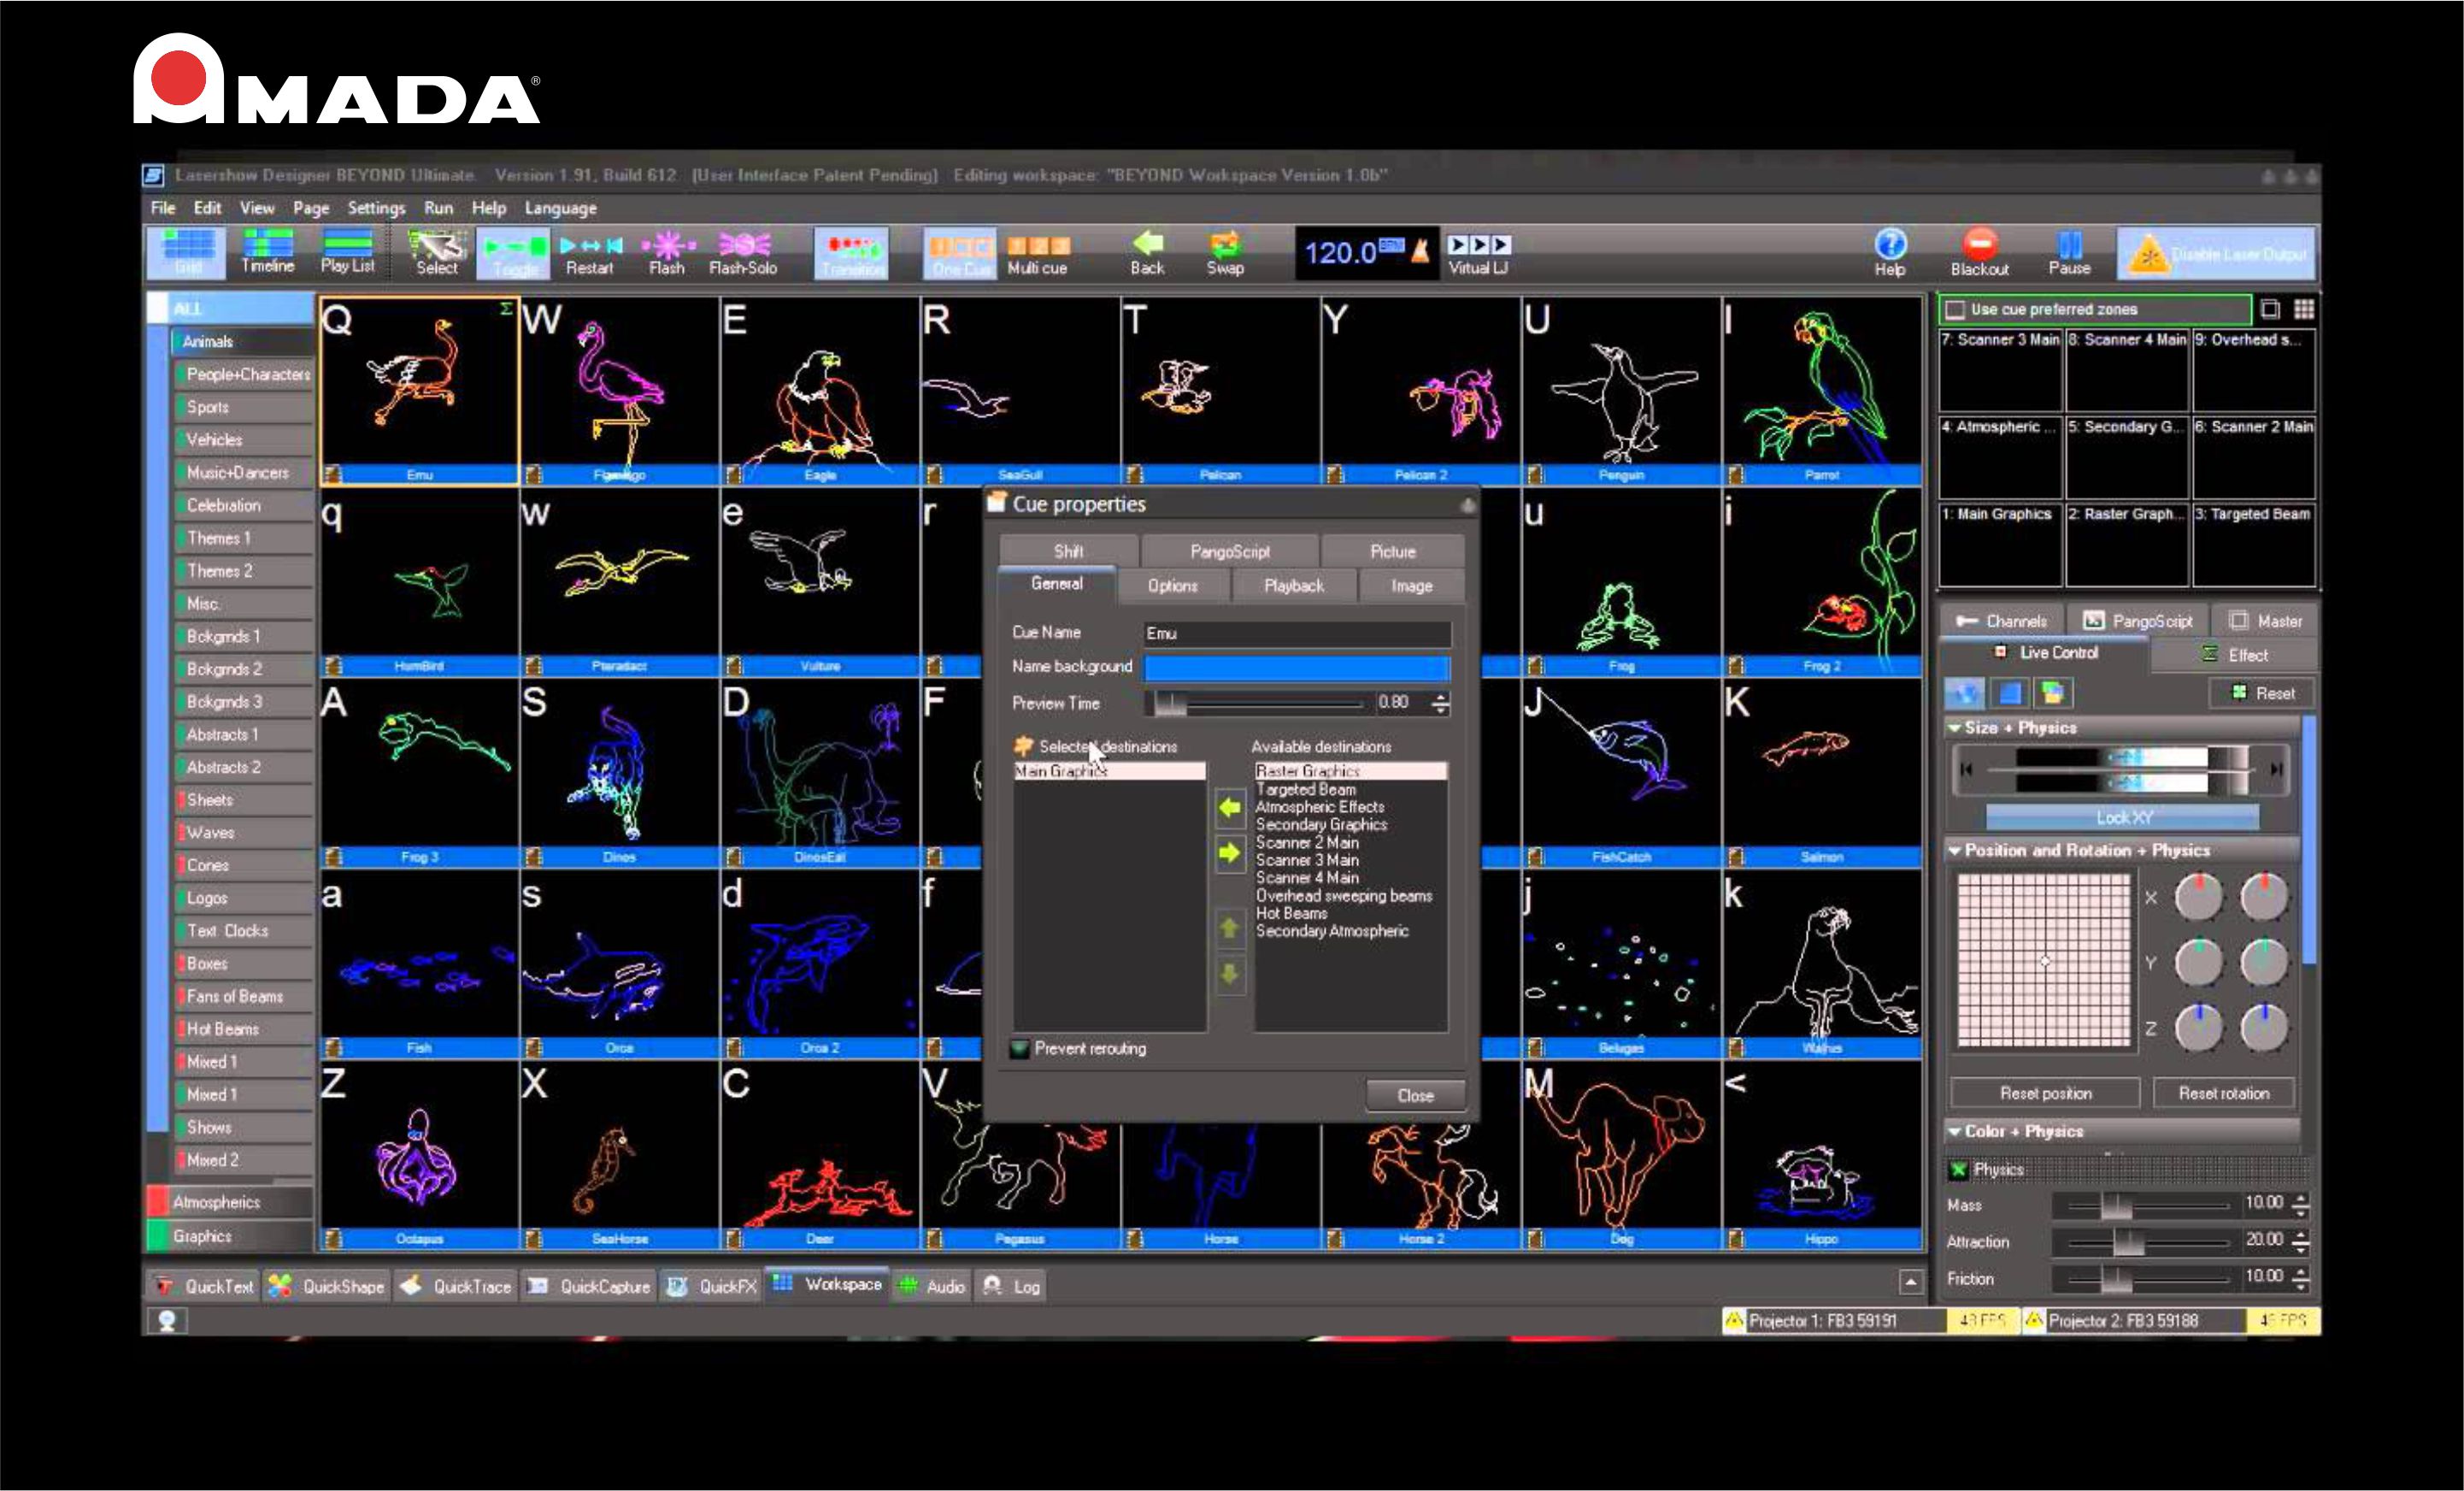 AMADA®
Lasershow Designer BEYOND Ultimate. Version 1.91, Build 612 [User Interface Patent Pending] Editing workspace: "BEYOND Workspace Version 1.0b"
File Edit View Page Settings Run Help Language
Grid Timeline Play List Select Toggle Restart Flash Flash-Solo Transition One Cue Multi cue Back Swap 120.0 BPM Virtual LJ Help Blackout Pause Disable Laser Output
ALL
Animals
People+Characters
Sports
Vehicles
Music+Dancers
Celebration
Themes 1
Themes 2
Misc.
Bckgrnds 1
Bckgrnds 2
Bckgrnds 3
Abstracts 1
Abstracts 2
Sheets
Waves
Cones
Logos
Text Clocks
Boxes
Fans of Beams
Hot Beams
Mixed 1
Mixed 1
Shows
Mixed 2
Atmospherics
Graphics
Q W E R T Y U I
Emu Flamingo Eagle SeaGull Pelican Pelican 2 Penguin Parrot
q w e r u i
HumBird Pteradact Vulture Frog Frog 2
A S D F J K
Frog 3 Dinos DinosEat FishCatch Salmon
a s d f j k
Fish Orca Orca 2 Belugas Walrus
Z X C V M <
Octapus SeaHorse Deer Pegasus Horse Horse 2 Dog Hippo
Cue properties
Shift PangoScript Picture
General Options Playback Image
Cue Name Emu
Name background
Preview Time 0.80
Selected destinations Available destinations
Main Graphics
Raster Graphics
Targeted Beam
Atmospheric Effects
Secondary Graphics
Scanner 2 Main
Scanner 3 Main
Scanner 4 Main
Overhead sweeping beams
Hot Beams
Secondary Atmospheric
Prevent rerouting
Close
Use cue preferred zones
7: Scanner 3 Main 8: Scanner 4 Main 9: Overhead s...
4: Atmospheric ... 5: Secondary G... 6: Scanner 2 Main
1: Main Graphics 2: Raster Graph... 3: Targeted Beam
Channels PangoScript Master
Live Control Effect
Reset
Size + Physics
Lock XY
Position and Rotation + Physics
X
Y
Z
Reset position Reset rotation
Color + Physics
Physics
Mass 10.00
Attraction 20.00
Friction 10.00
QuickText QuickShape QuickTrace QuickCapture QuickFX Workspace Audio Log
Projector 1: FB3 59191 Projector 2: FB3 59188